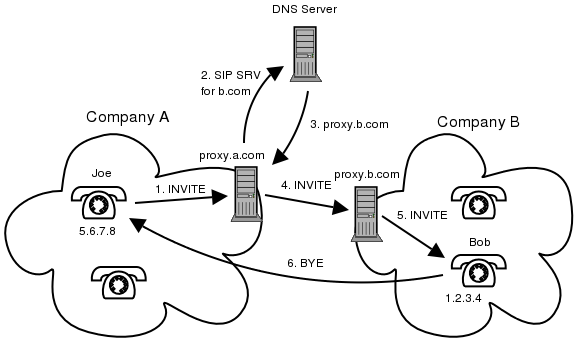 DNS Server
2. SIP SRV
for b.com
Company A
3. proxy.b.com
Company B
proxy.a.com
Joe
proxy.b.com
1. INVITE
4. INVITE
5. INVITE
5.6.7.8
Bob
6. BYE
1.2.3.4